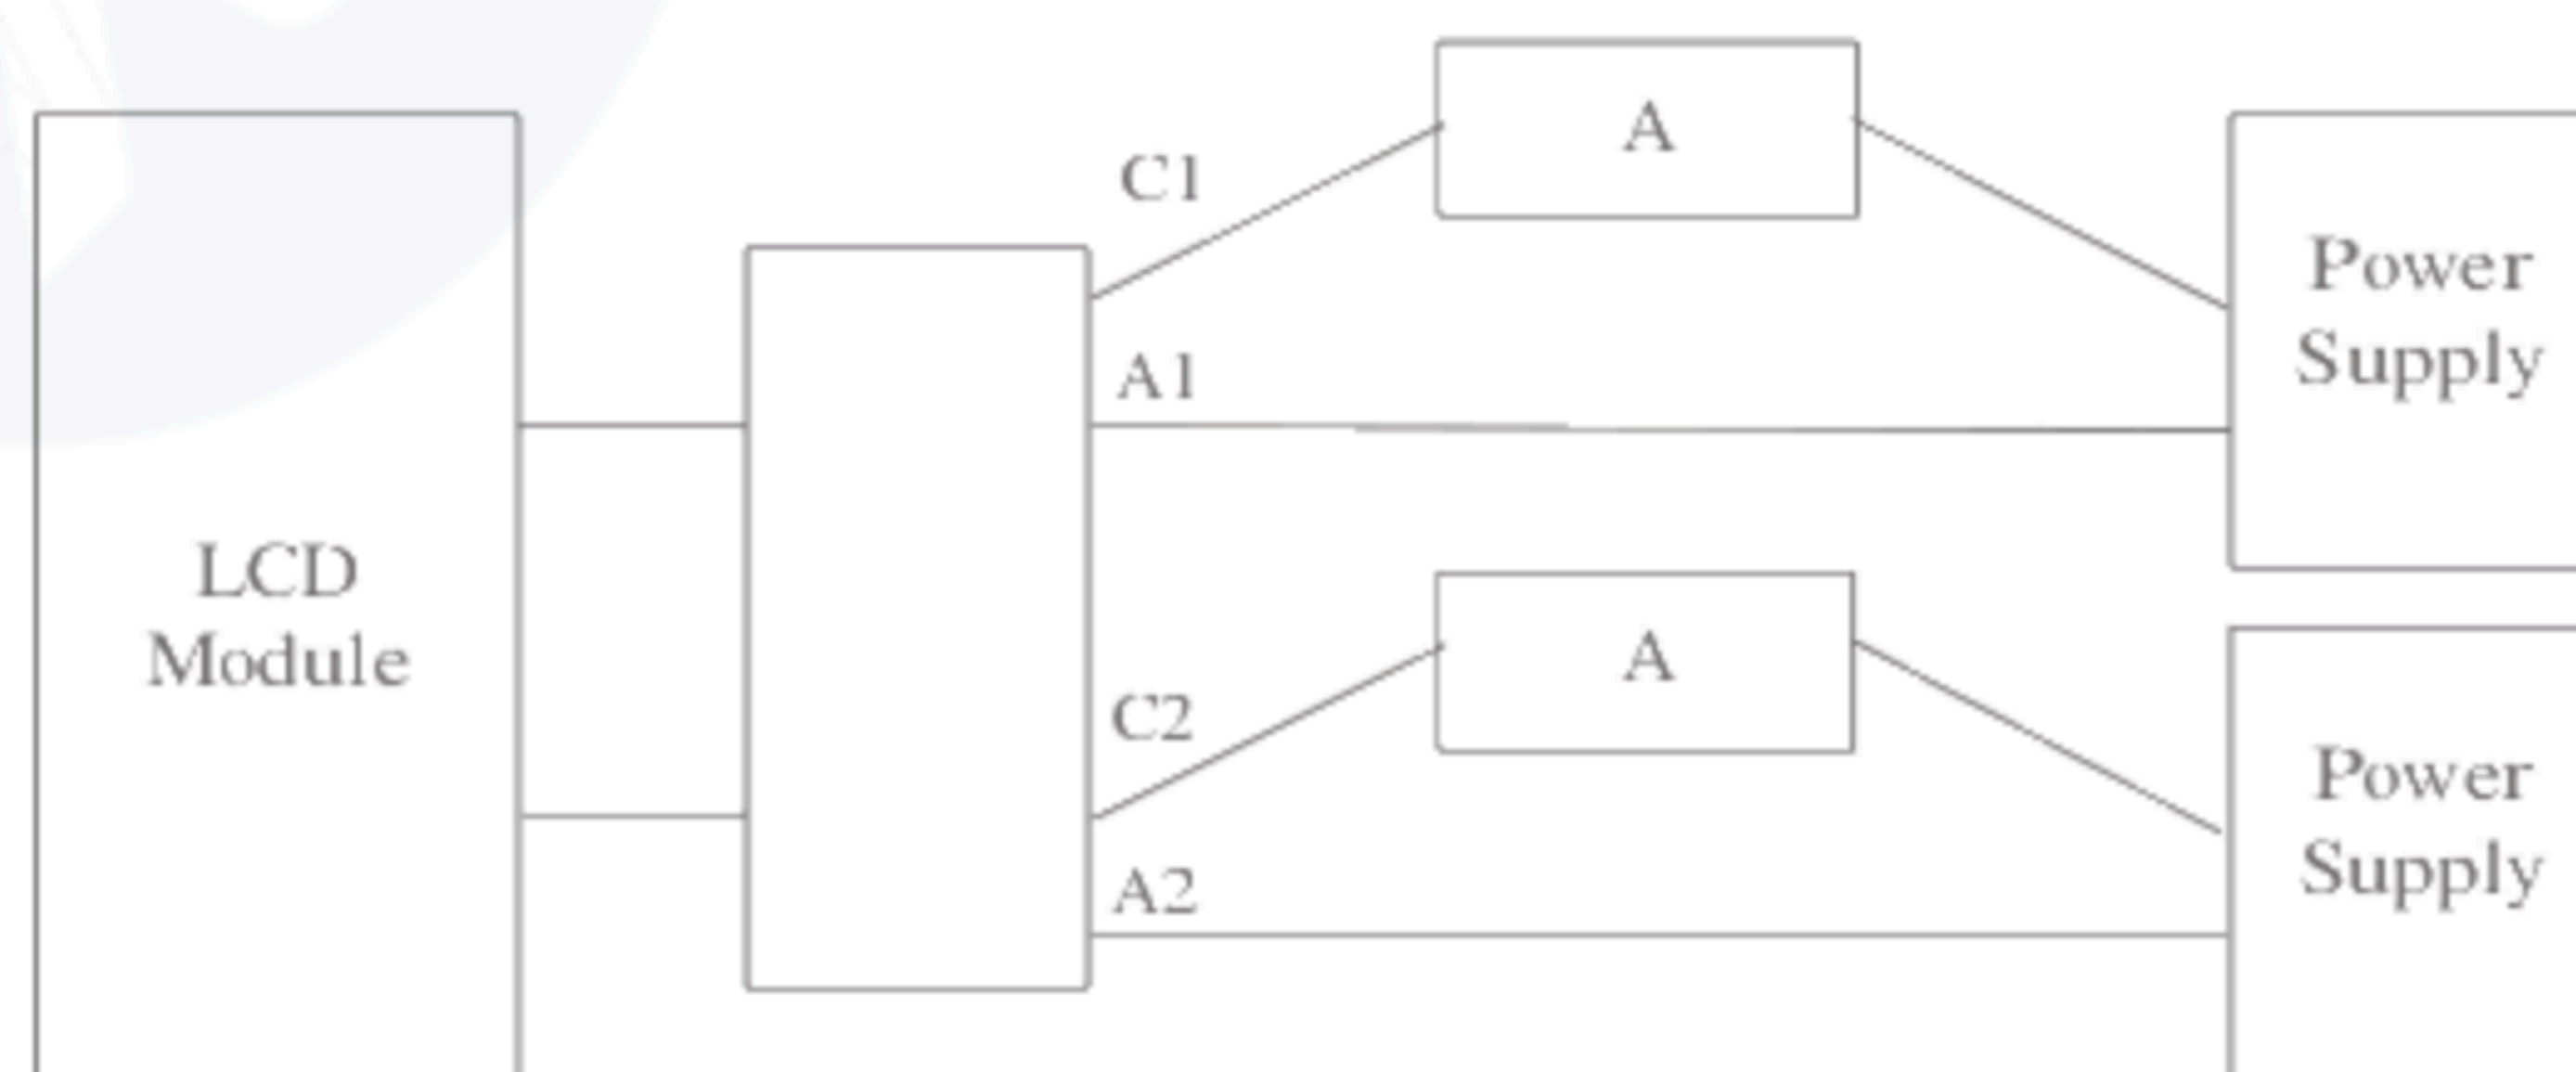 A
C1
Power
Supply
A1
LCD
Module
A
C2
Power
Supply
A2